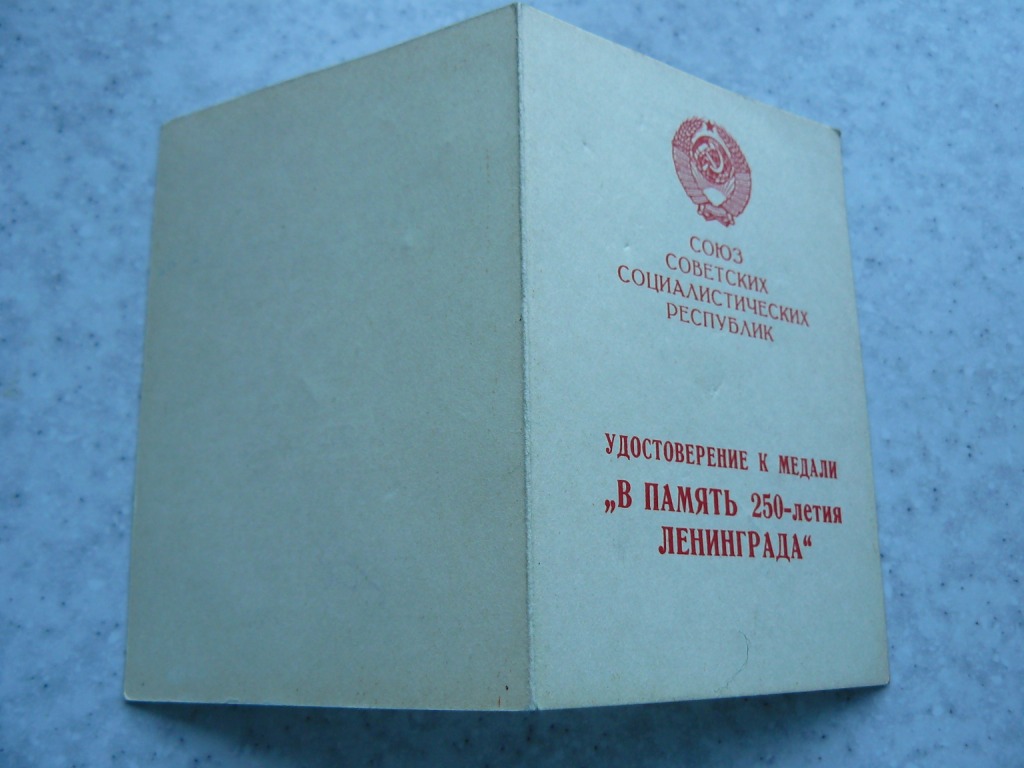 СОЮЗ
СОВЕТСКИХ
СОЦИАЛИСТИЧЕСКИХ
РЕСПУБЛИК
УДОСТОВЕРЕНИЕ К МЕДАЛИ
„В ПАМЯТЬ 250-летия
ЛЕНИНГРАДА“